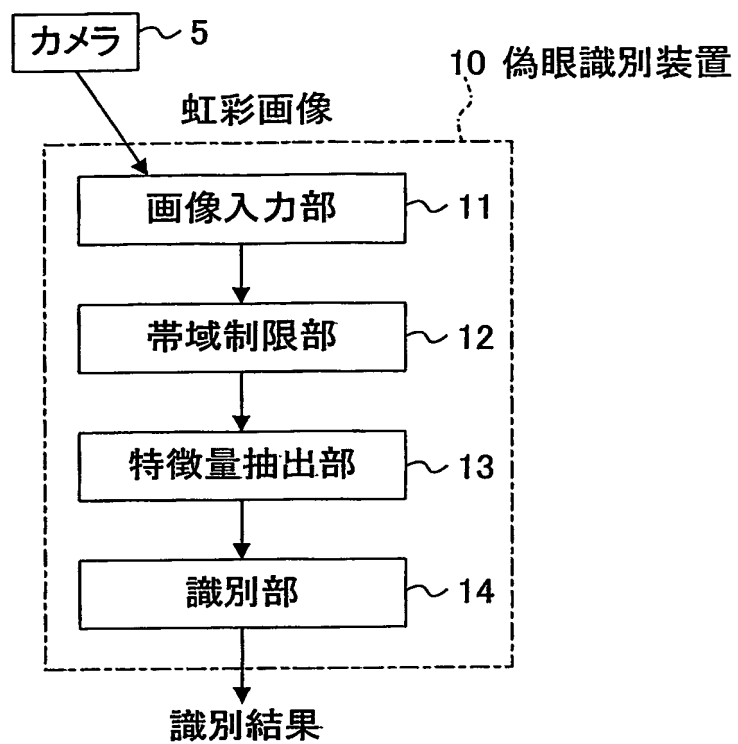 カメラ 5
10 偽眼識別装置
虹彩画像
画像入力部 11
帯域制限部 12
特徴量抽出部 13
識別部 14
識別結果